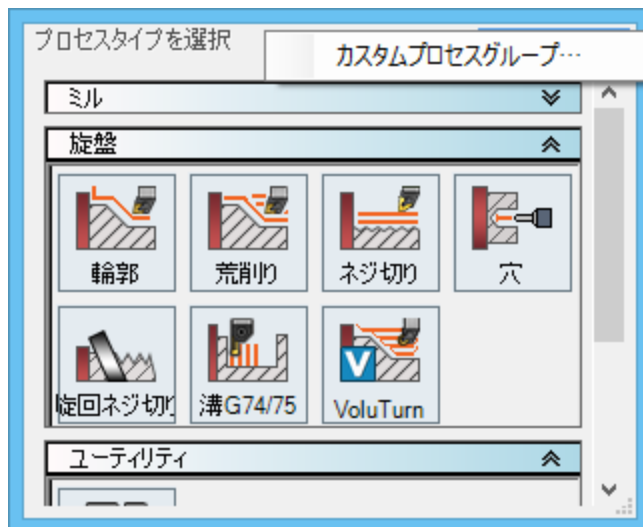 プロセスタイプを選択
カスタムプロセスグループ…
ミル
旋盤
輪郭
荒削り
ネジ切り
穴
旋回ネジ切り
溝G74/75
VoluTurn
ユーティリティ